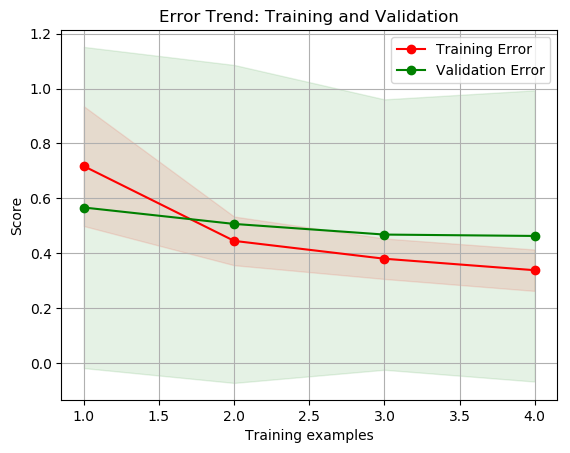 Error Trend: Training and Validation
Training Error
Validation Error
Score
1.2
1.0
0.8
0.6
0.4
0.2
0.0
1.0 1.5 2.0 2.5 3.0 3.5 4.0
Training examples